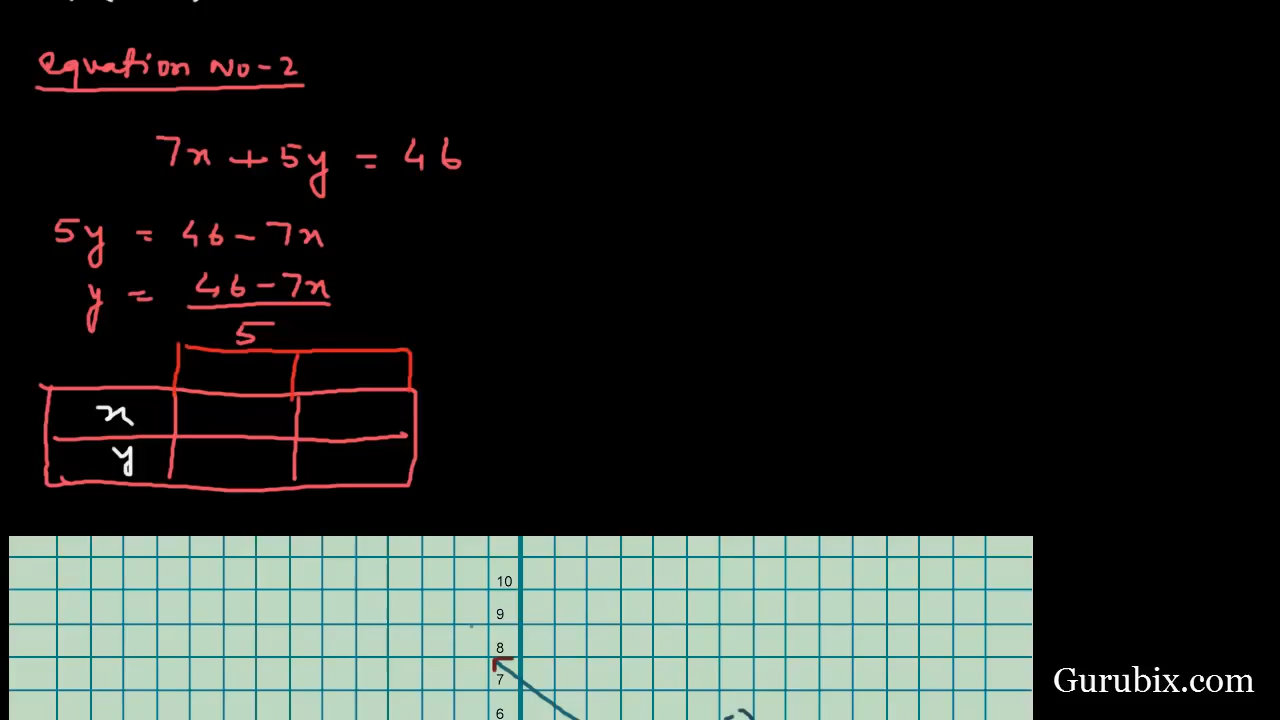 equation No-2
7x + 5y = 46
5y = 46 - 7x
y = 46 - 7x
5
x
y
10
9
8
7
6
Gurubix.com